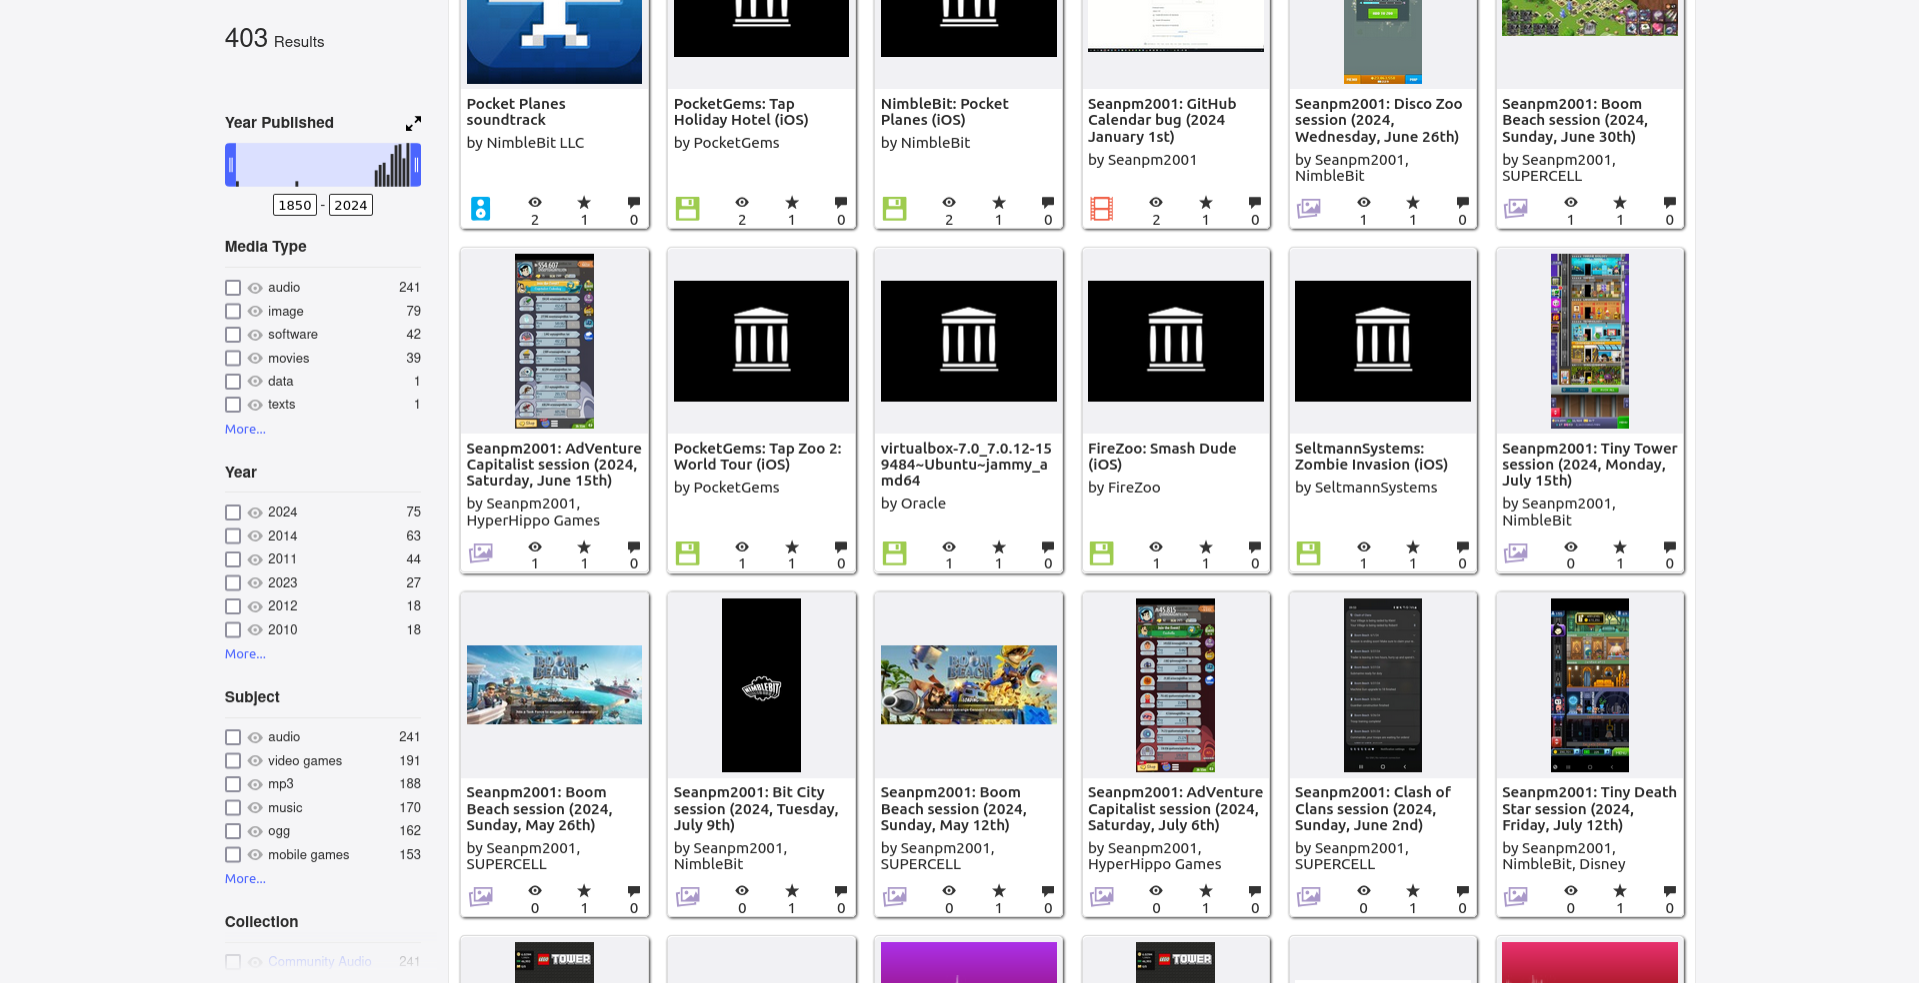 403 Results
Year Published
1850 - 2024
Media Type
audio 241
image 79
software 42
movies 39
data 1
texts 1
More...
Year
2024 75
2014 63
2011 44
2023 27
2012 18
2010 18
More...
Subject
audio 241
video games 191
mp3 188
music 170
ogg 162
mobile games 153
More...
Collection
Community Audio 241
Pocket Planes
soundtrack
by NimbleBit LLC
2 1 0
PocketGems: Tap
Holiday Hotel (iOS)
by PocketGems
2 1 0
NimbleBit: Pocket
Planes (iOS)
by NimbleBit
2 1 0
Seanpm2001: GitHub
Calendar bug (2024
January 1st)
by Seanpm2001
2 1 0
Seanpm2001: Disco Zoo
session (2024,
Wednesday, June 26th)
by Seanpm2001,
NimbleBit
1 1 0
Seanpm2001: Boom
Beach session (2024,
Sunday, June 30th)
by Seanpm2001,
SUPERCELL
1 1 0
Seanpm2001: AdVenture
Capitalist session (2024,
Saturday, June 15th)
by Seanpm2001,
HyperHippo Games
1 1 0
PocketGems: Tap Zoo 2:
World Tour (iOS)
by PocketGems
1 1 0
virtualbox-7.0_7.0.12-15
9484~Ubuntu~jammy_a
md64
by Oracle
1 1 0
FireZoo: Smash Dude
(iOS)
by FireZoo
1 1 0
SeltmannSystems:
Zombie Invasion (iOS)
by SeltmannSystems
1 1 0
Seanpm2001: Tiny Tower
session (2024, Monday,
July 15th)
by Seanpm2001,
NimbleBit
0 1 0
BOOM
BEACH
Seanpm2001: Boom
Beach session (2024,
Sunday, May 26th)
by Seanpm2001,
SUPERCELL
0 1 0
NIMBLEBIT
Seanpm2001: Bit City
session (2024, Tuesday,
July 9th)
by Seanpm2001,
NimbleBit
0 1 0
BOOM
BEACH
Seanpm2001: Boom
Beach session (2024,
Sunday, May 12th)
by Seanpm2001,
SUPERCELL
0 1 0
Seanpm2001: AdVenture
Capitalist session (2024,
Saturday, July 6th)
by Seanpm2001,
HyperHippo Games
0 1 0
Seanpm2001: Clash of
Clans session (2024,
Sunday, June 2nd)
by Seanpm2001,
SUPERCELL
0 1 0
Seanpm2001: Tiny Death
Star session (2024,
Friday, July 12th)
by Seanpm2001,
NimbleBit, Disney
0 1 0
LEGO TOWER
LEGO TOWER